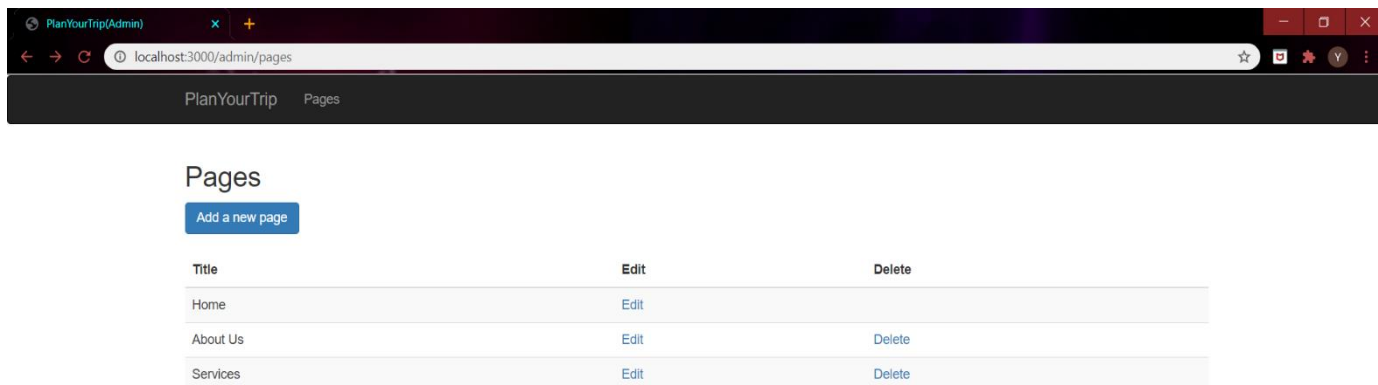 PlanYourTrip(Admin)
localhost:3000/admin/pages
Y
PlanYourTrip Pages
Pages
Add a new page
Title Edit Delete
Home Edit
About Us Edit Delete
Services Edit Delete